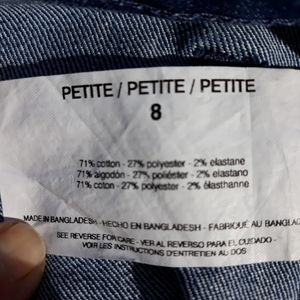 PETITE / PETITE / PETITE
8
71% cotton - 27% polyester - 2% elastane
71% algodón - 27% poliéster - 2% elastano
71% coton - 27% polyester - 2% élasthanne
MADE IN BANGLADESH - HECHO EN BANGLADESH - FABRIQUÉ AU BANGLAD
SEE REVERSE FOR CARE - VER AL REVERSO PARA EL CUIDADO -
VOIR LES INSTRUCTIONS D'ENTRETIEN AU DOS